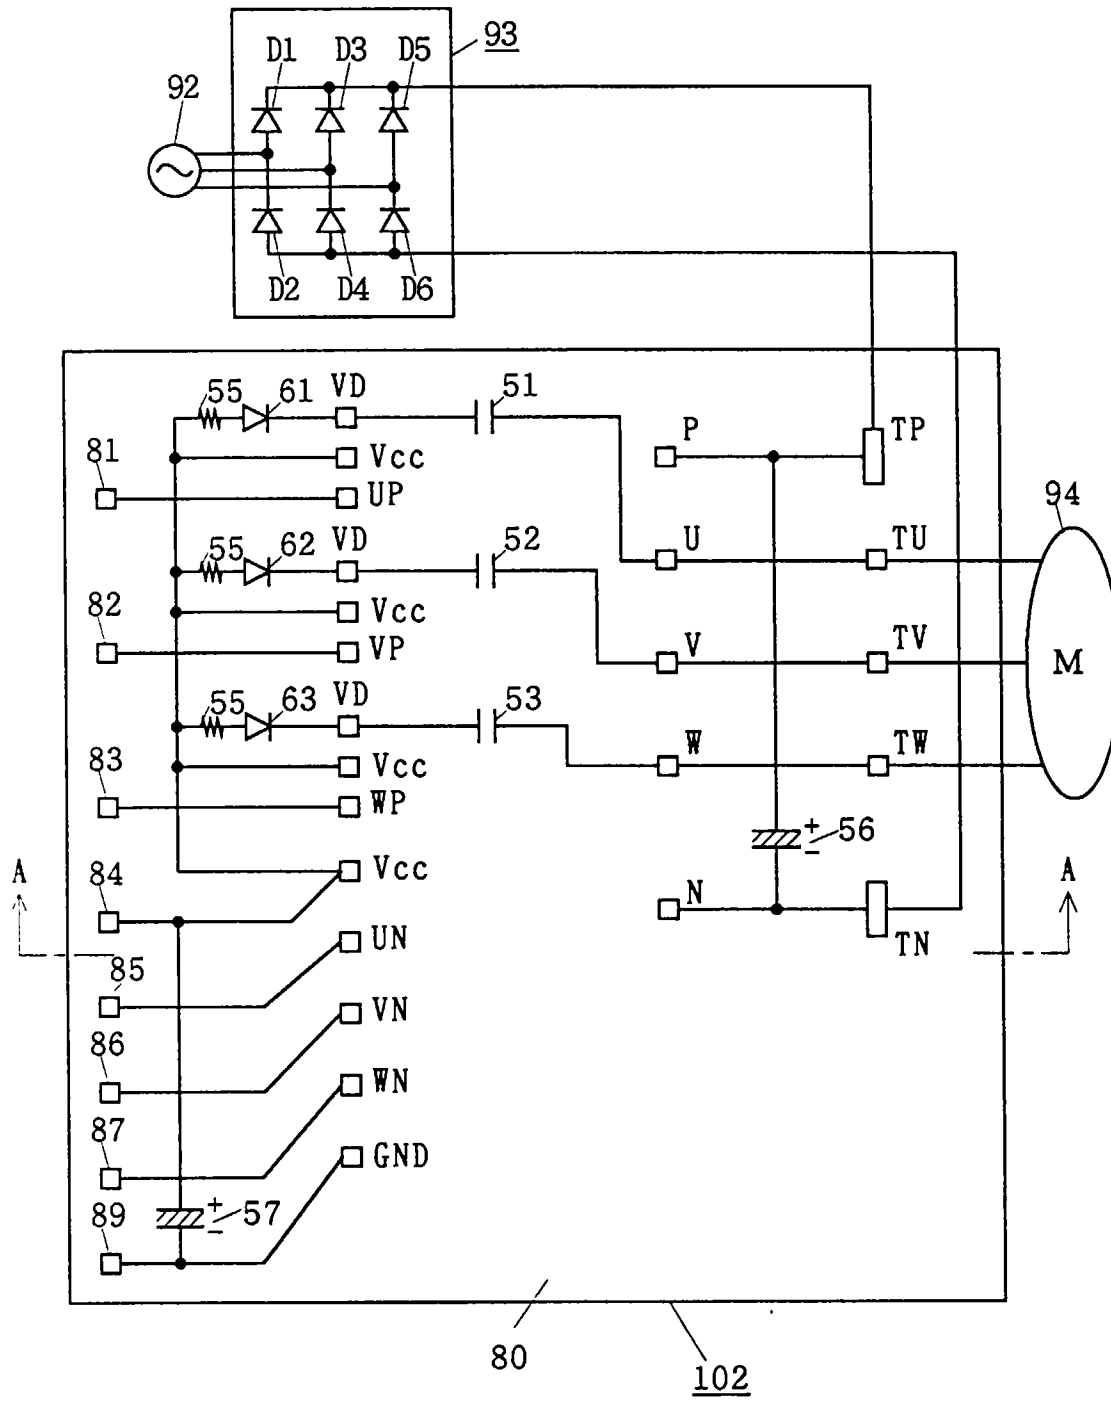 93
D1 D3 D5
92
D2 D4 D6
55 61 VD 51
P TP
Vcc
81
UP
94
55 62 VD 52
U TU
Vcc
82
VP
V TV
M
55 63 VD 53
W TW
Vcc
83
WP
+
-
56
A
84
Vcc
N
A
UN
TN
85
VN
86
WN
87
GND
+
-
57
89
80
102